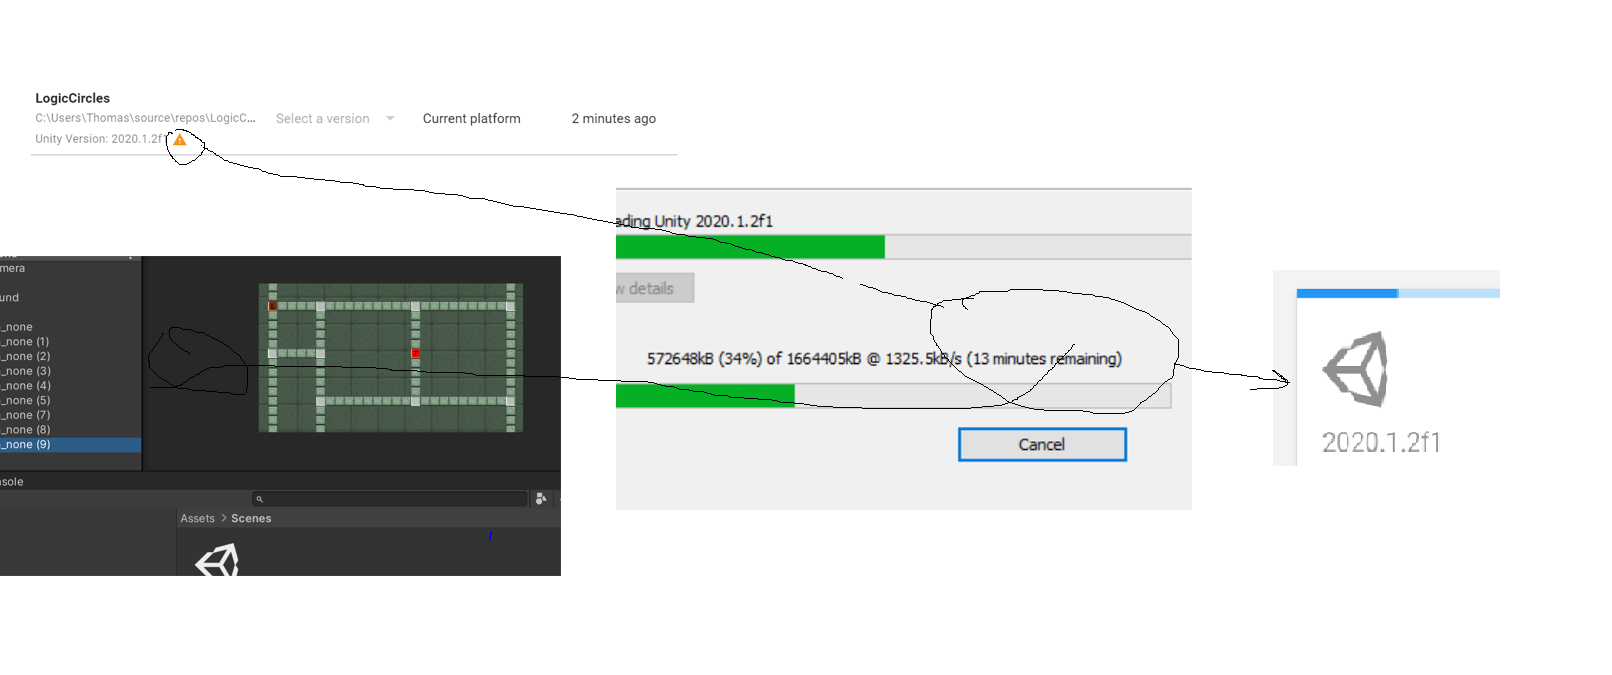 LogicCircles
C:\Users\Thomas\source\repos\LogicC...
Select a version
Current platform
2 minutes ago
Unity Version: 2020.1.2f
ading Unity 2020.1.2f1
w details
572648kB (34%) of 1664405kB @ 1325.5kB/s (13 minutes remaining)
Cancel
mera
und
_none
_none (1)
_none (2)
_none (3)
_none (4)
_none (5)
_none (7)
_none (8)
_none (9)
nsole
Assets > Scenes
2020.1.2f1